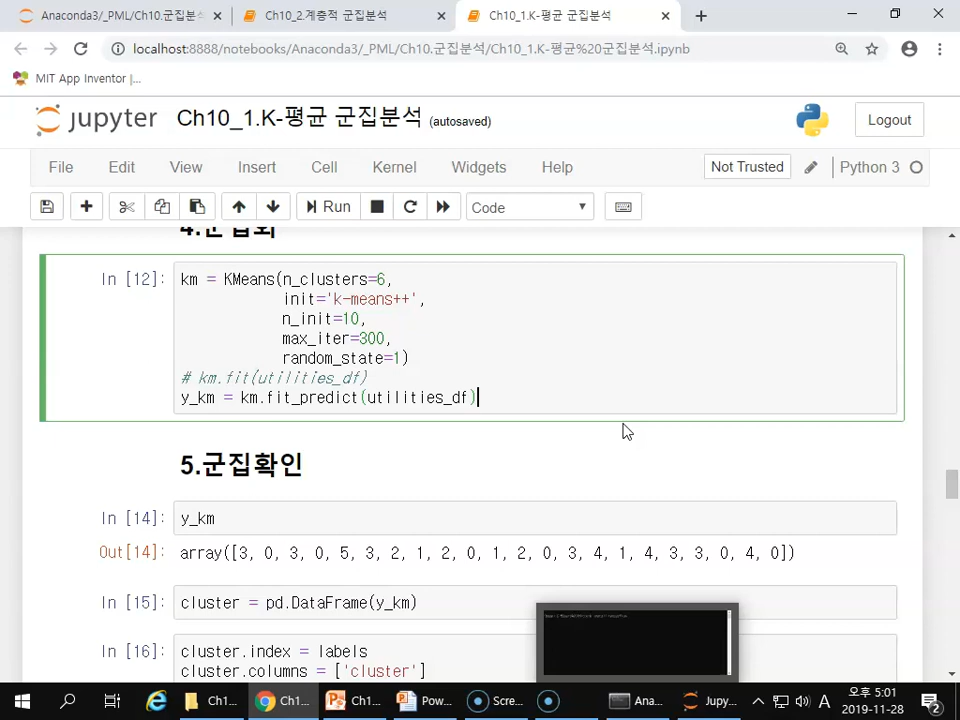 Anaconda3/_PML/Ch10.군집분석
Ch10_2.계층적 군집분석
Ch10_1.K-평균 군집분석
localhost:8888/notebooks/Anaconda3/_PML/Ch10.군집분석/Ch10_1.K-평균%20군집분석.ipynb
MIT App Inventor |...
jupyter Ch10_1.K-평균 군집분석 (autosaved)
Logout
File Edit View Insert Cell Kernel Widgets Help
Not Trusted
Python 3
Run
Code
4.군집화
In [12]:
km = KMeans(n_clusters=6,
init='k-means++',
n_init=10,
max_iter=300,
random_state=1)
# km.fit(utilities_df)
y_km = km.fit_predict(utilities_df)
5.군집확인
In [14]: y_km
Out[14]: array([3, 0, 3, 0, 5, 3, 2, 1, 2, 0, 1, 2, 0, 3, 4, 1, 4, 3, 3, 0, 4, 0])
In [15]: cluster = pd.DataFrame(y_km)
In [16]: cluster.index = labels
cluster.columns = ['cluster']
Ch1... Ch1... Ch1... Pow... Scre... Ana... Jupy... A
오후 5:01
2019-11-28
2